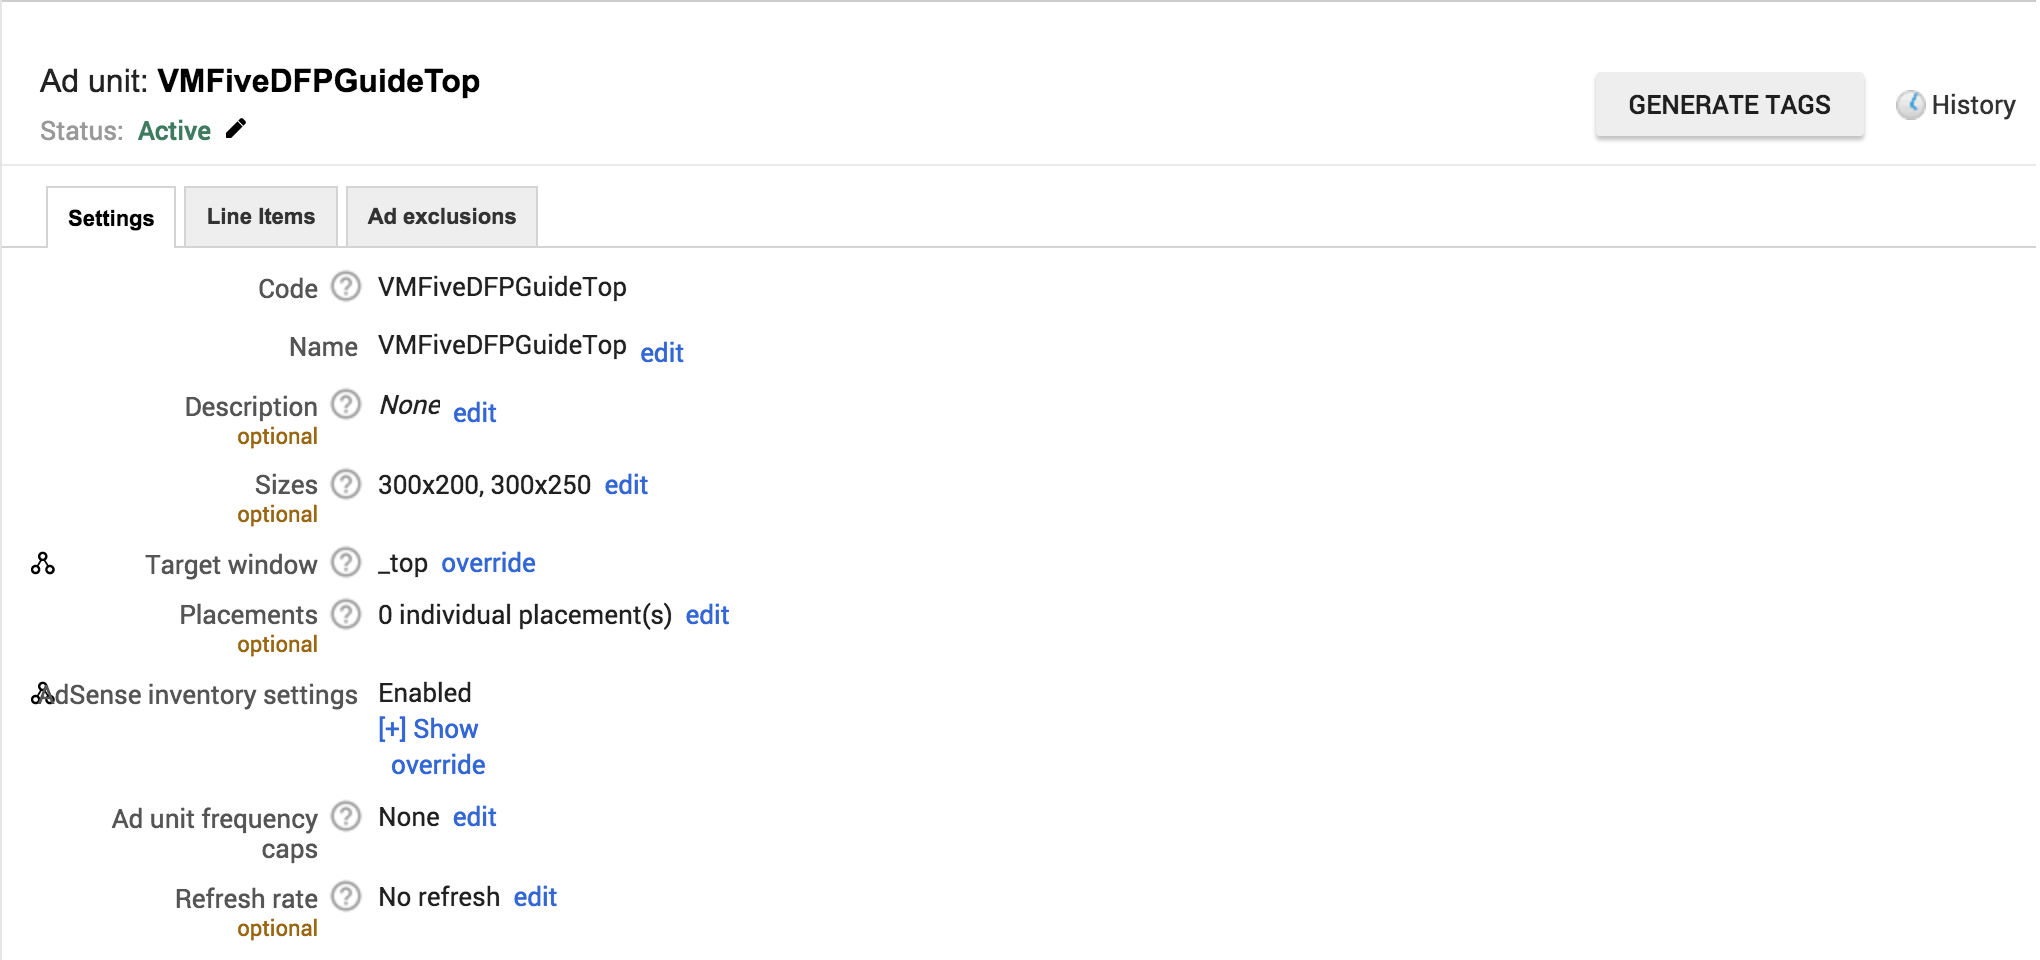 Ad unit: VMFiveDFPGuideTop
Status: Active
GENERATE TAGS
History
Settings
Line Items
Ad exclusions
Code ? VMFiveDFPGuideTop
Name VMFiveDFPGuideTop edit
Description ? None edit
optional
Sizes ? 300x200, 300x250 edit
optional
Target window ? _top override
Placements ? 0 individual placement(s) edit
optional
AdSense inventory settings Enabled
[+] Show
override
Ad unit frequency ? None edit
caps
Refresh rate ? No refresh edit
optional